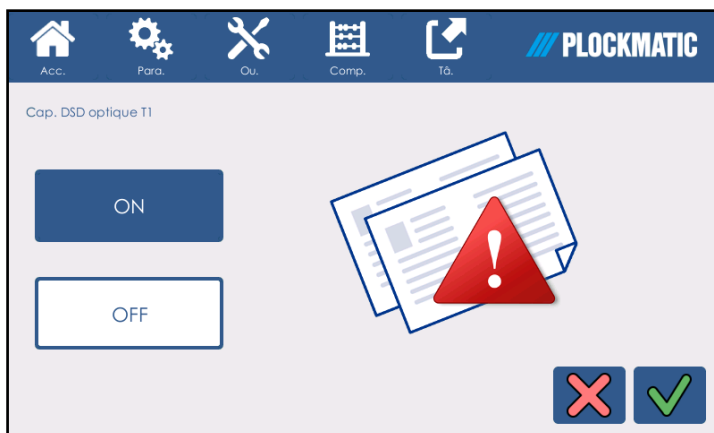 Acc.
Para.
Ou.
Comp.
Tâ.
PLOCKMATIC
Cap. DSD optique T1
ON
OFF